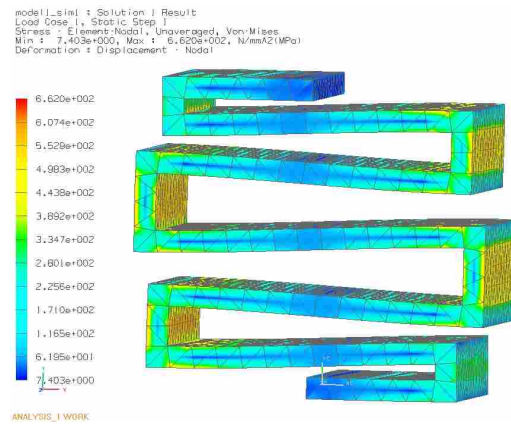 model1_sim1 : Solution 1 Result
Load Case 1, Static Step 1
Stress - Element-Nodal, Unaveraged, Von-Mises
Min : 7.403e+000, Max : 6.620e+002, N/mm^2(MPa)
Deformation : Displacement - Nodal
6.620e+002
6.074e+002
5.529e+002
4.983e+002
4.438e+002
3.892e+002
3.347e+002
2.801e+002
2.256e+002
1.710e+002
1.165e+002
6.195e+001
7.403e+000
ANALYSIS_1 WORK